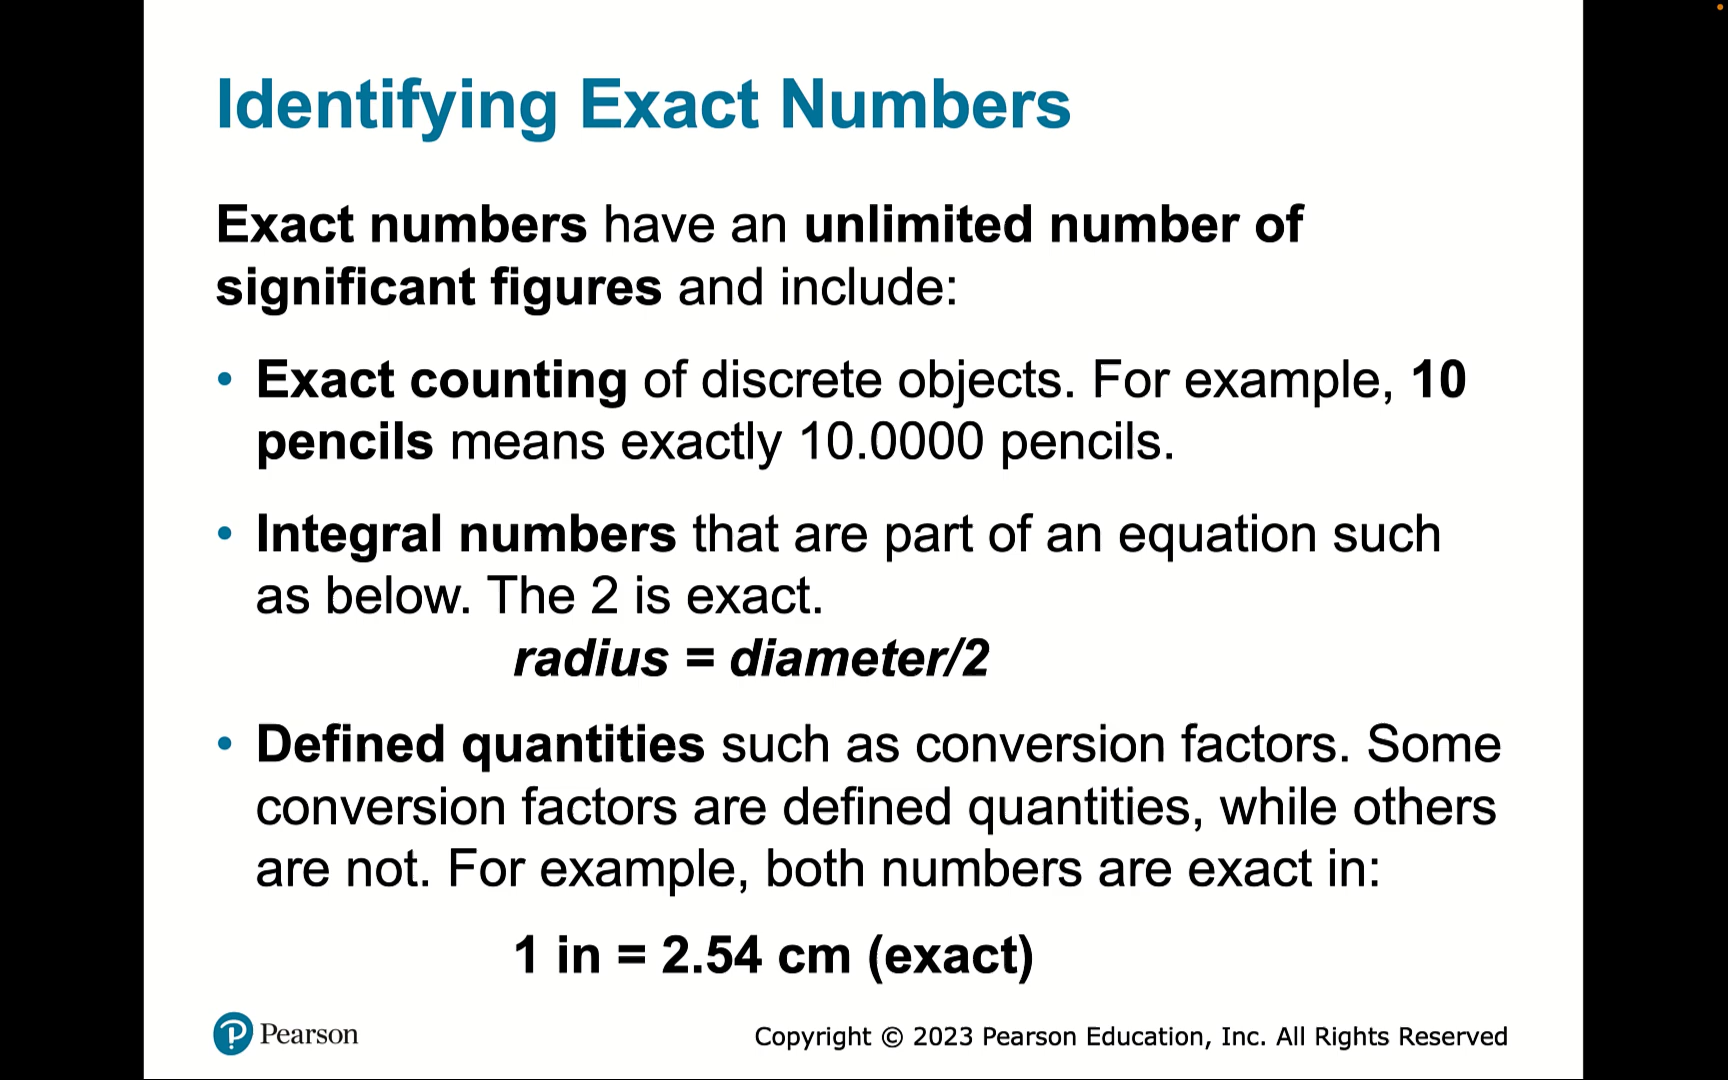 Identifying Exact Numbers
Exact numbers have an unlimited number of
significant figures and include:
• Exact counting of discrete objects. For example, 10
pencils means exactly 10.0000 pencils.
• Integral numbers that are part of an equation such
as below. The 2 is exact.
radius = diameter/2
• Defined quantities such as conversion factors. Some
conversion factors are defined quantities, while others
are not. For example, both numbers are exact in:
1 in = 2.54 cm (exact)
P Pearson
Copyright © 2023 Pearson Education, Inc. All Rights Reserved